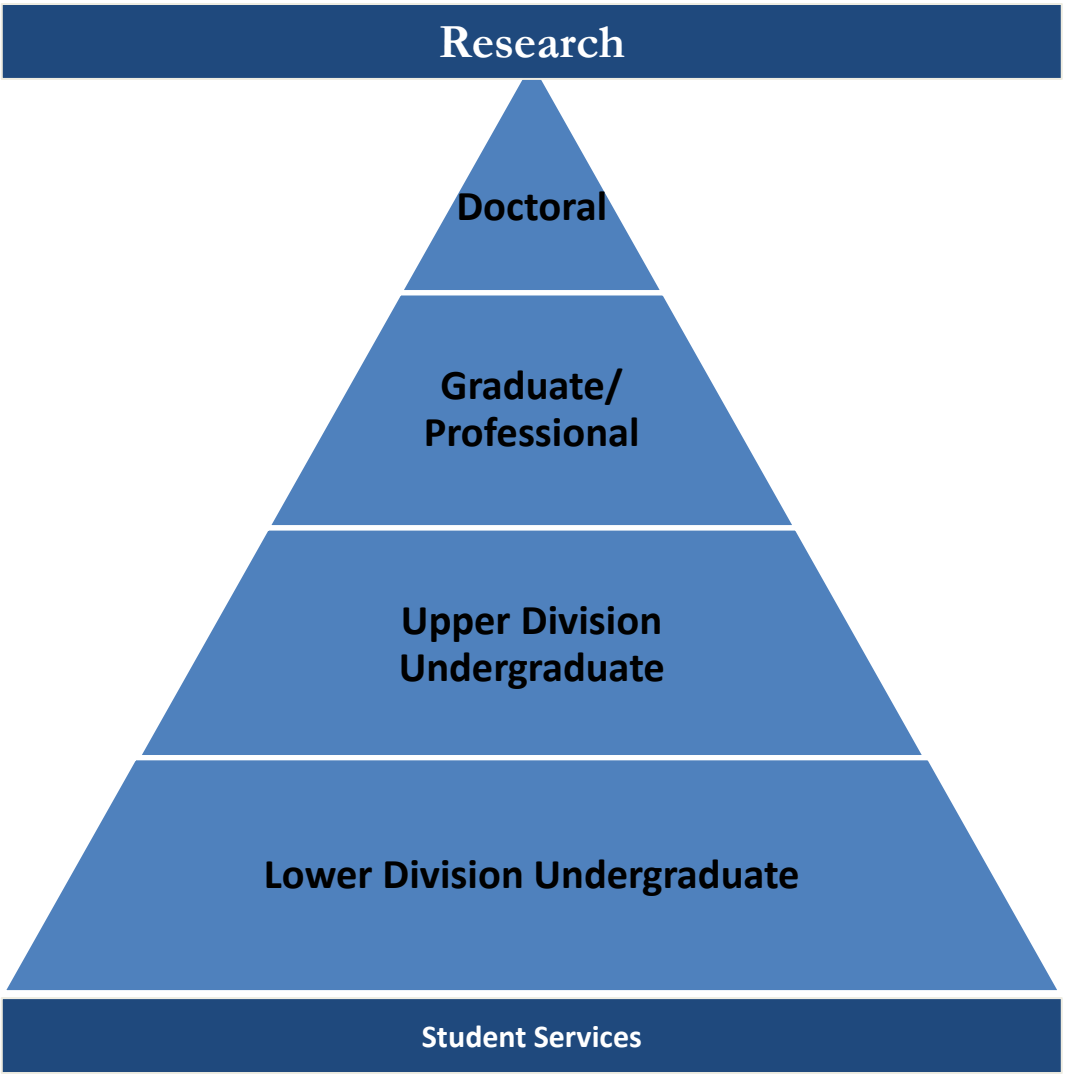 Research
Doctoral
Graduate/
Professional
Upper Division
Undergraduate
Lower Division Undergraduate
Student Services